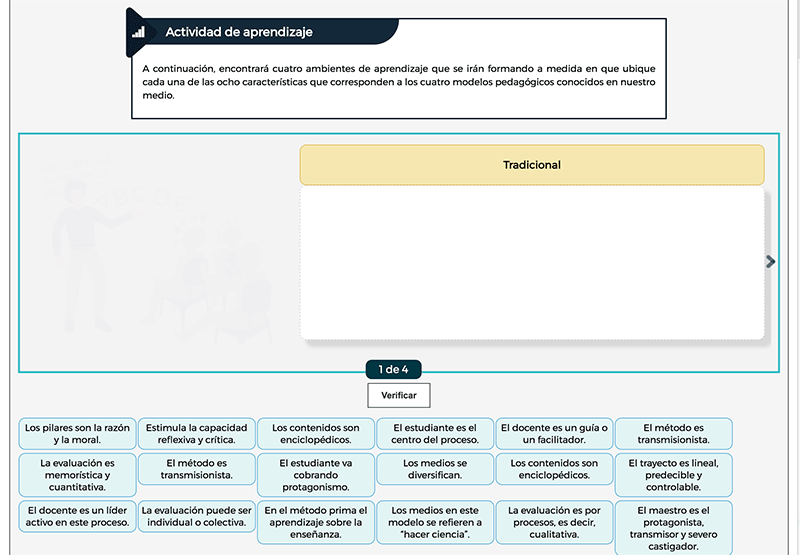 Actividad de aprendizaje
A continuación, encontrará cuatro ambientes de aprendizaje que se irán formando a medida en que ubique
cada una de las ocho características que corresponden a los cuatro modelos pedagógicos conocidos en nuestro
medio.
Tradicional
1 de 4
Verificar
Los pilares son la razón
y la moral.
Estimula la capacidad
reflexiva y crítica.
Los contenidos son
enciclopédicos.
El estudiante es el
centro del proceso.
El docente es un guía o
un facilitador.
El método es
transmisionista.
La evaluación es
memorística y
cuantitativa.
El método es
transmisionista.
El estudiante va
cobrando
protagonismo.
Los medios se
diversifican.
Los contenidos son
enciclopédicos.
El trayecto es lineal,
predecible y
controlable.
El docente es un líder
activo en este proceso.
La evaluación puede ser
individual o colectiva.
En el método prima el
aprendizaje sobre la
enseñanza.
Los medios en este
modelo se refieren a
“hacer ciencia”.
La evaluación es por
procesos, es decir,
cualitativa.
El maestro es el
protagonista,
transmisor y severo
castigador.